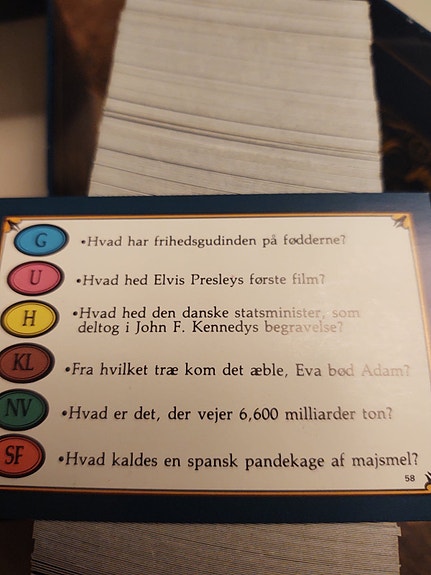 G •Hvad har frihedsgudinden på fødderne?
U •Hvad hed Elvis Presleys første film?
H •Hvad hed den danske statsminister, som
deltog i John F. Kennedys begravelse?
KL •Fra hvilket træ kom det æble, Eva bød Adam?
NV •Hvad er det, der vejer 6,600 milliarder ton?
SF •Hvad kaldes en spansk pandekage af majsmel?
58